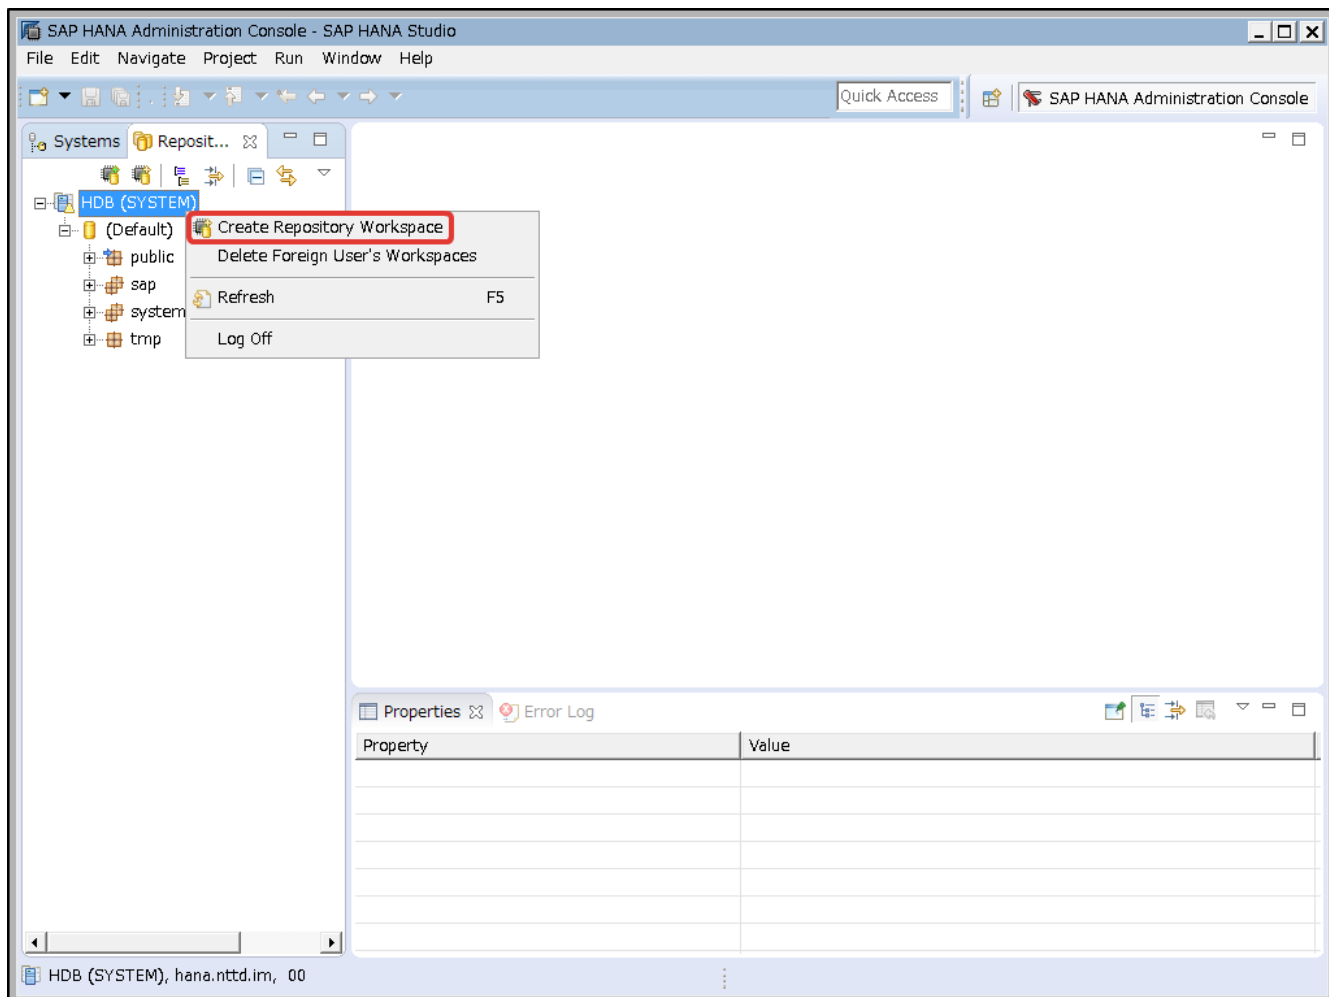 SAP HANA Administration Console - SAP HANA Studio
File Edit Navigate Project Run Window Help
Quick Access
SAP HANA Administration Console
Systems
Reposit...
HDB (SYSTEM)
(Default)
public
sap
system
tmp
Create Repository Workspace
Delete Foreign User's Workspaces
Refresh F5
Log Off
Properties
Error Log
Property Value
HDB (SYSTEM), hana.nttd.im, 00